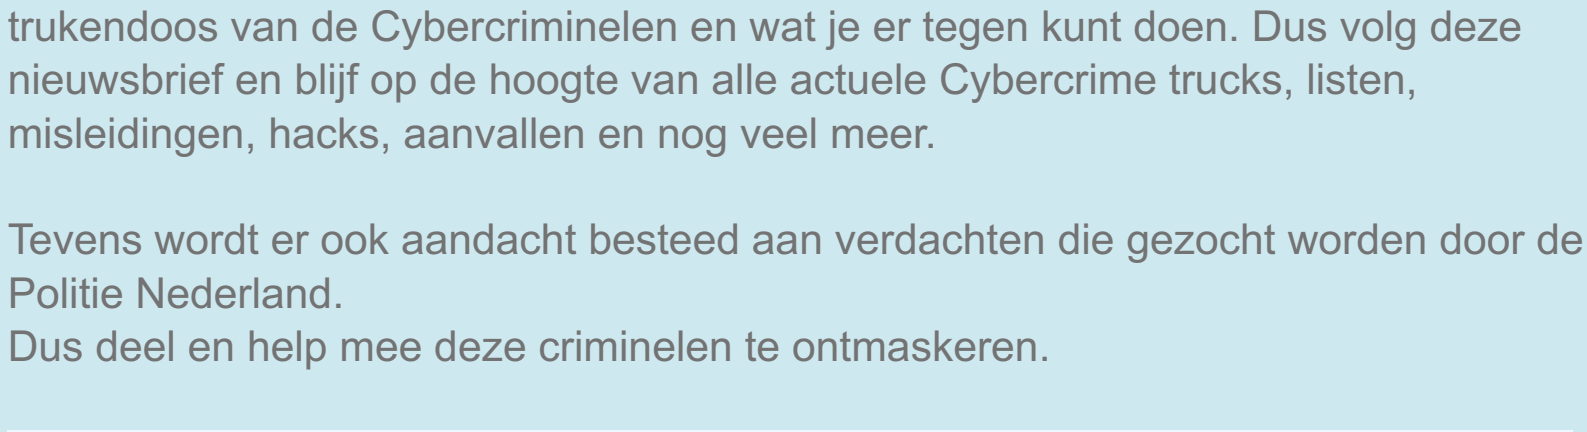 trukendoos van de Cybercriminelen en wat je er tegen kunt doen. Dus volg deze
nieuwsbrief en blijf op de hoogte van alle actuele Cybercrime trucks, listen,
misleidingen, hacks, aanvallen en nog veel meer.
Tevens wordt er ook aandacht besteed aan verdachten die gezocht worden door de
Politie Nederland.
Dus deel en help mee deze criminelen te ontmaskeren.